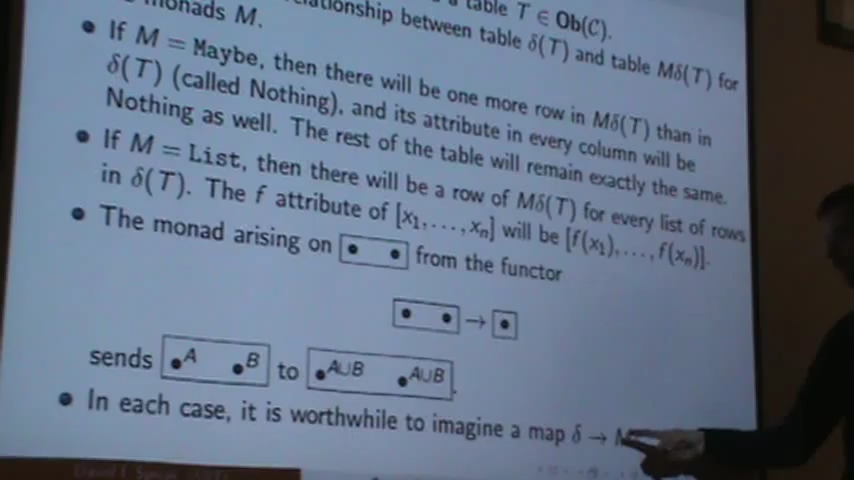 table T ∈ Ob(C).
monads M. relationship between table δ(T) and table Mδ(T) for
• If M = Maybe, then there will be one more row in Mδ(T) than in
δ(T) (called Nothing), and its attribute in every column will be
Nothing as well. The rest of the table will remain exactly the same.
• If M = List, then there will be a row of Mδ(T) for every list of rows
in δ(T). The f attribute of [x₁, . . . , xₙ] will be [f(x₁), . . . , f(xₙ)].
• The monad arising on [• •] from the functor
[• •] → [•]
sends [•A •B] to [•A∪B •A∪B].
• In each case, it is worthwhile to imagine a map δ →